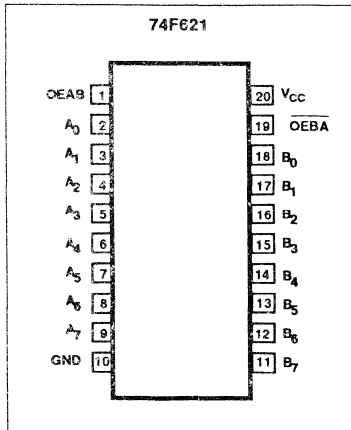 74F621
OEAB 1 20 VCC
A0 2 19 OEBA
A1 3 18 B0
A2 4 17 B1
A3 5 16 B2
A4 6 15 B3
A5 7 14 B4
A6 8 13 B5
A7 9 12 B6
GND 10 11 B7